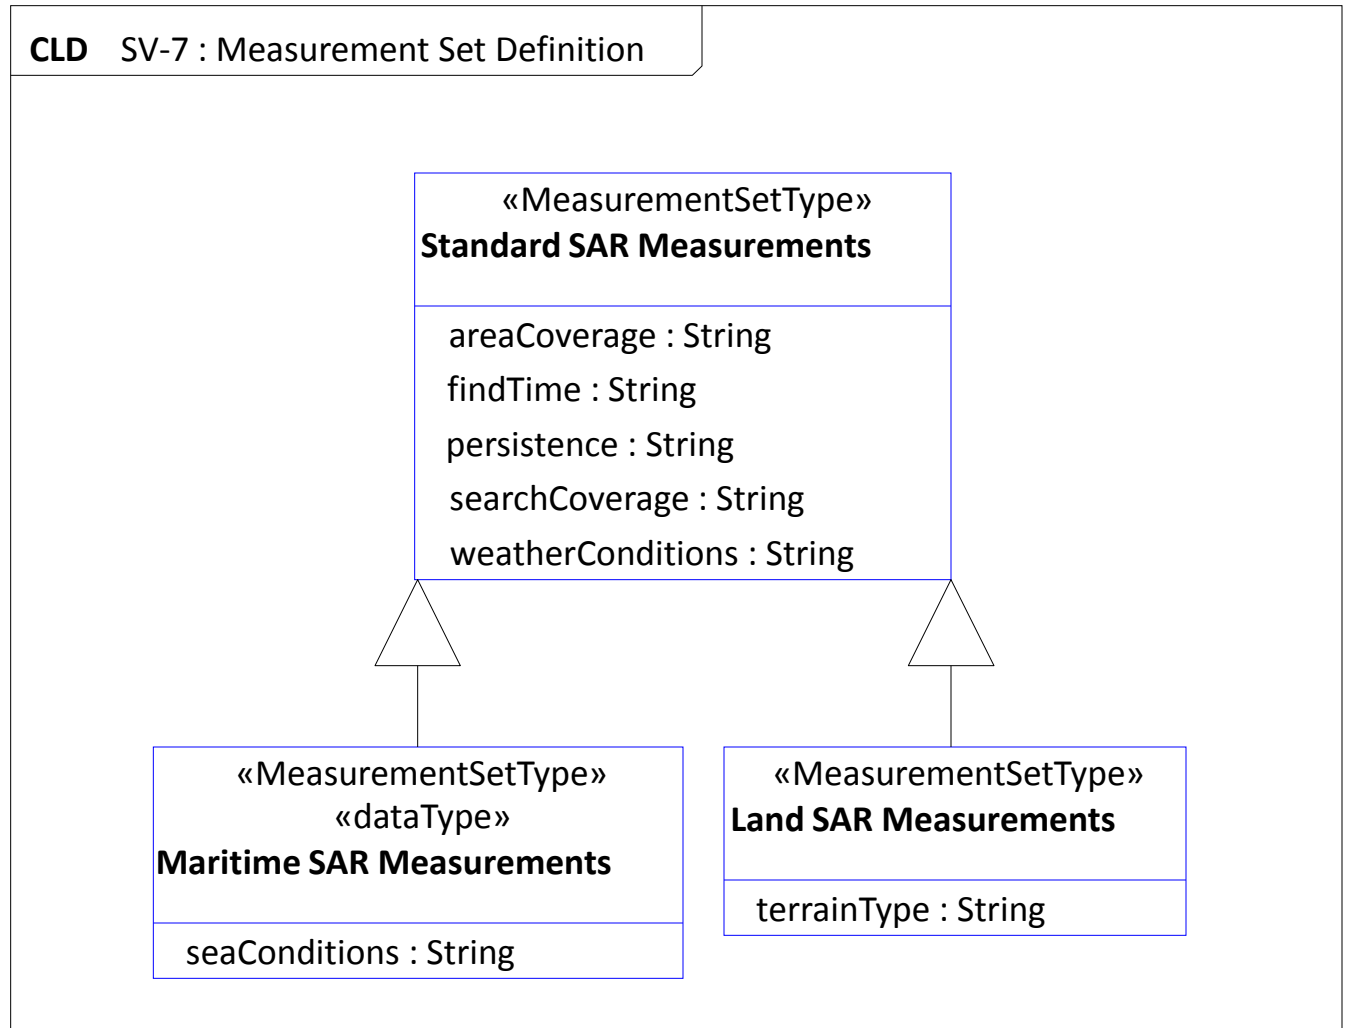 CLD SV-7 : Measurement Set Definition
«MeasurementSetType»
Standard SAR Measurements
areaCoverage : String
findTime : String
persistence : String
searchCoverage : String
weatherConditions : String
«MeasurementSetType»
«dataType»
Maritime SAR Measurements
seaConditions : String
«MeasurementSetType»
Land SAR Measurements
terrainType : String